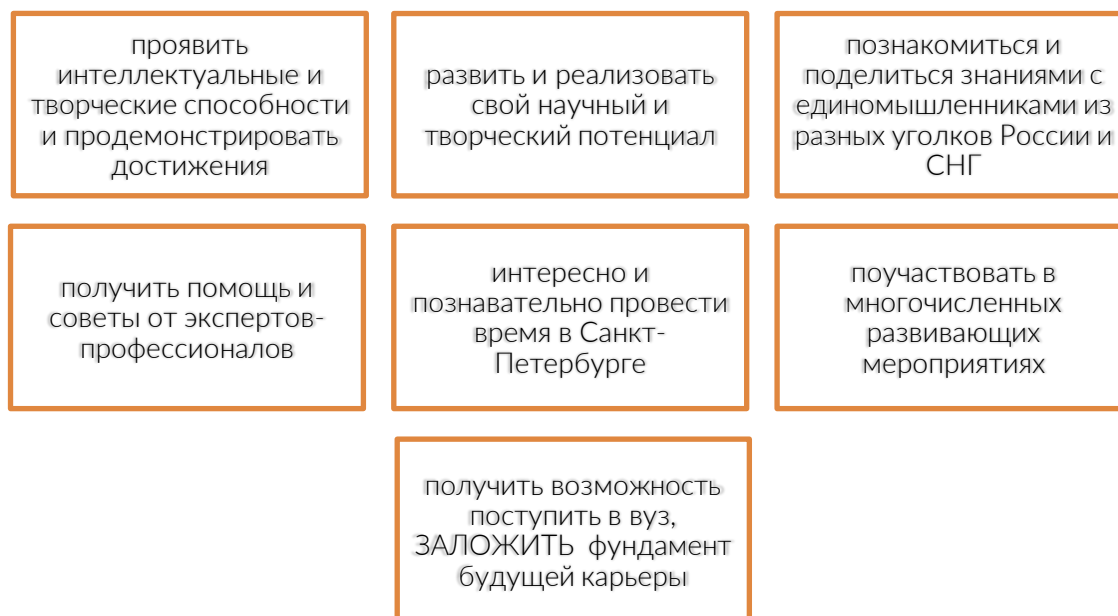 проявить
интеллектуальные и
творческие способности
и продемонстрировать
достижения
развить и реализовать
свой научный и
творческий потенциал
познакомиться и
поделиться знаниями с
единомышленниками из
разных уголков России и
СНГ
получить помощь и
советы от экспертов-
профессионалов
интересно и
познавательно провести
время в Санкт-
Петербурге
поучаствовать в
многочисленных
развивающих
мероприятиях
получить возможность
поступить в вуз,
ЗАЛОЖИТЬ фундамент
будущей карьеры